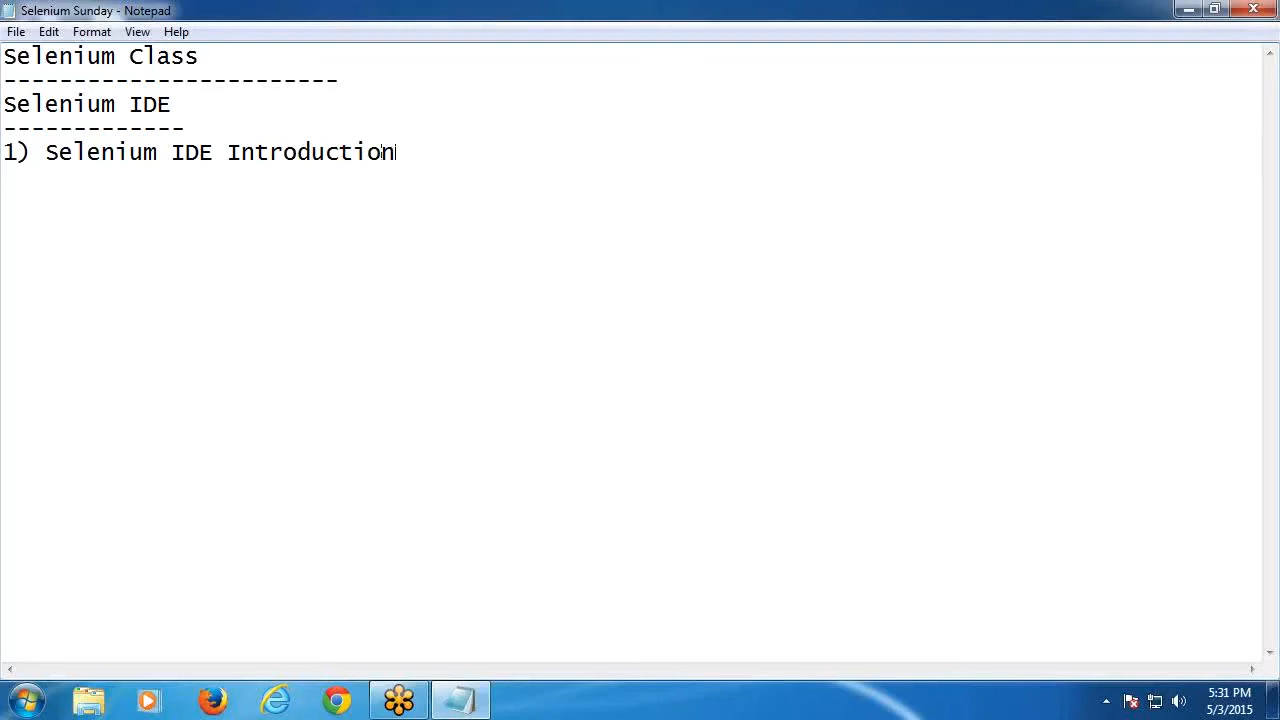 Selenium Sunday - Notepad
File Edit Format View Help
Selenium Class
------------------------
Selenium IDE
-------------
1) Selenium IDE Introduction
5:31 PM
5/3/2015